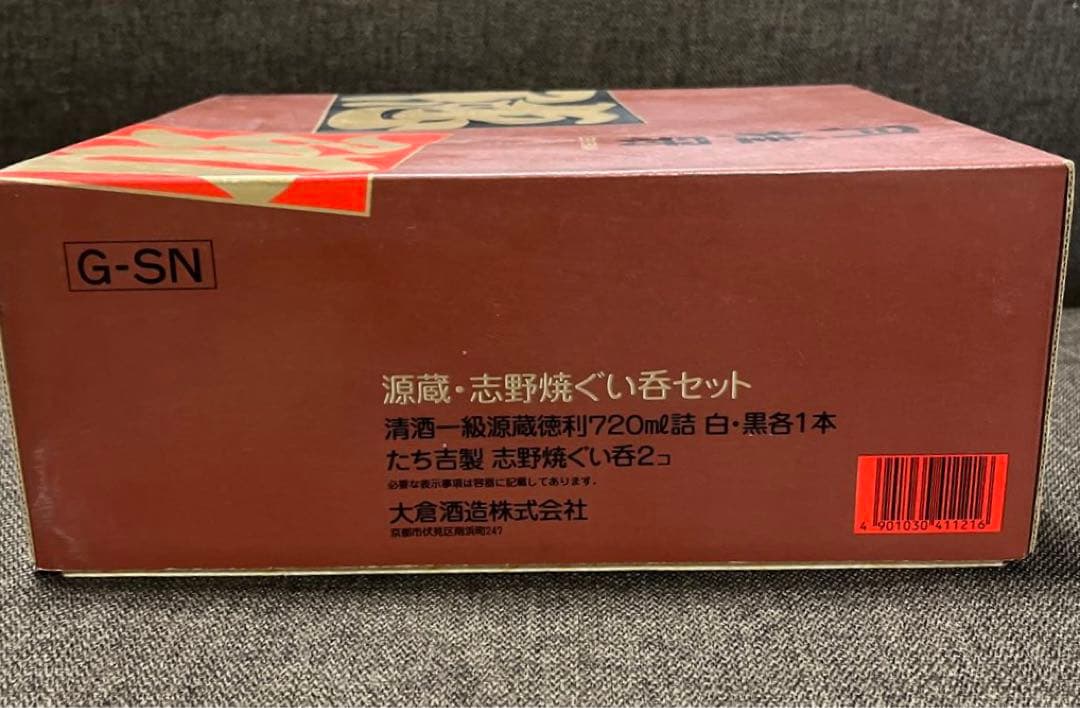 G-SN
源蔵・志野焼ぐい呑セット
清酒一級源蔵徳利720ml詰 白・黒各1本
たち吉製 志野焼ぐい呑2コ
必要な表示事項は容器に記載してあります.
大倉酒造株式会社
京都市伏見区南浜町247
4 901030 411216